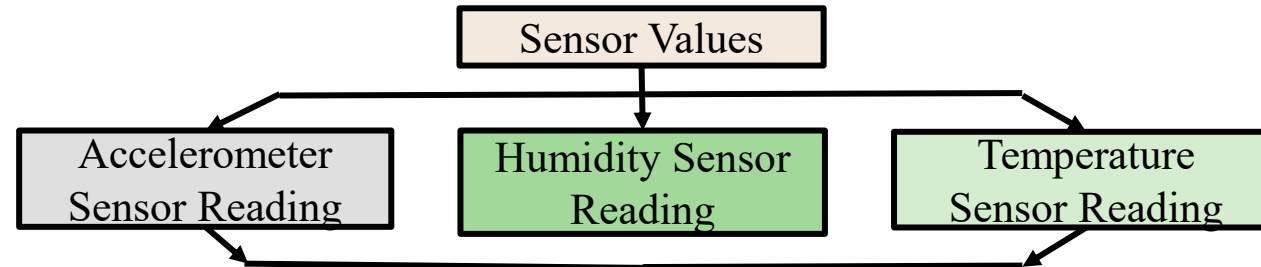 Sensor Values
Accelerometer
Sensor Reading
Humidity Sensor
Reading
Temperature
Sensor Reading